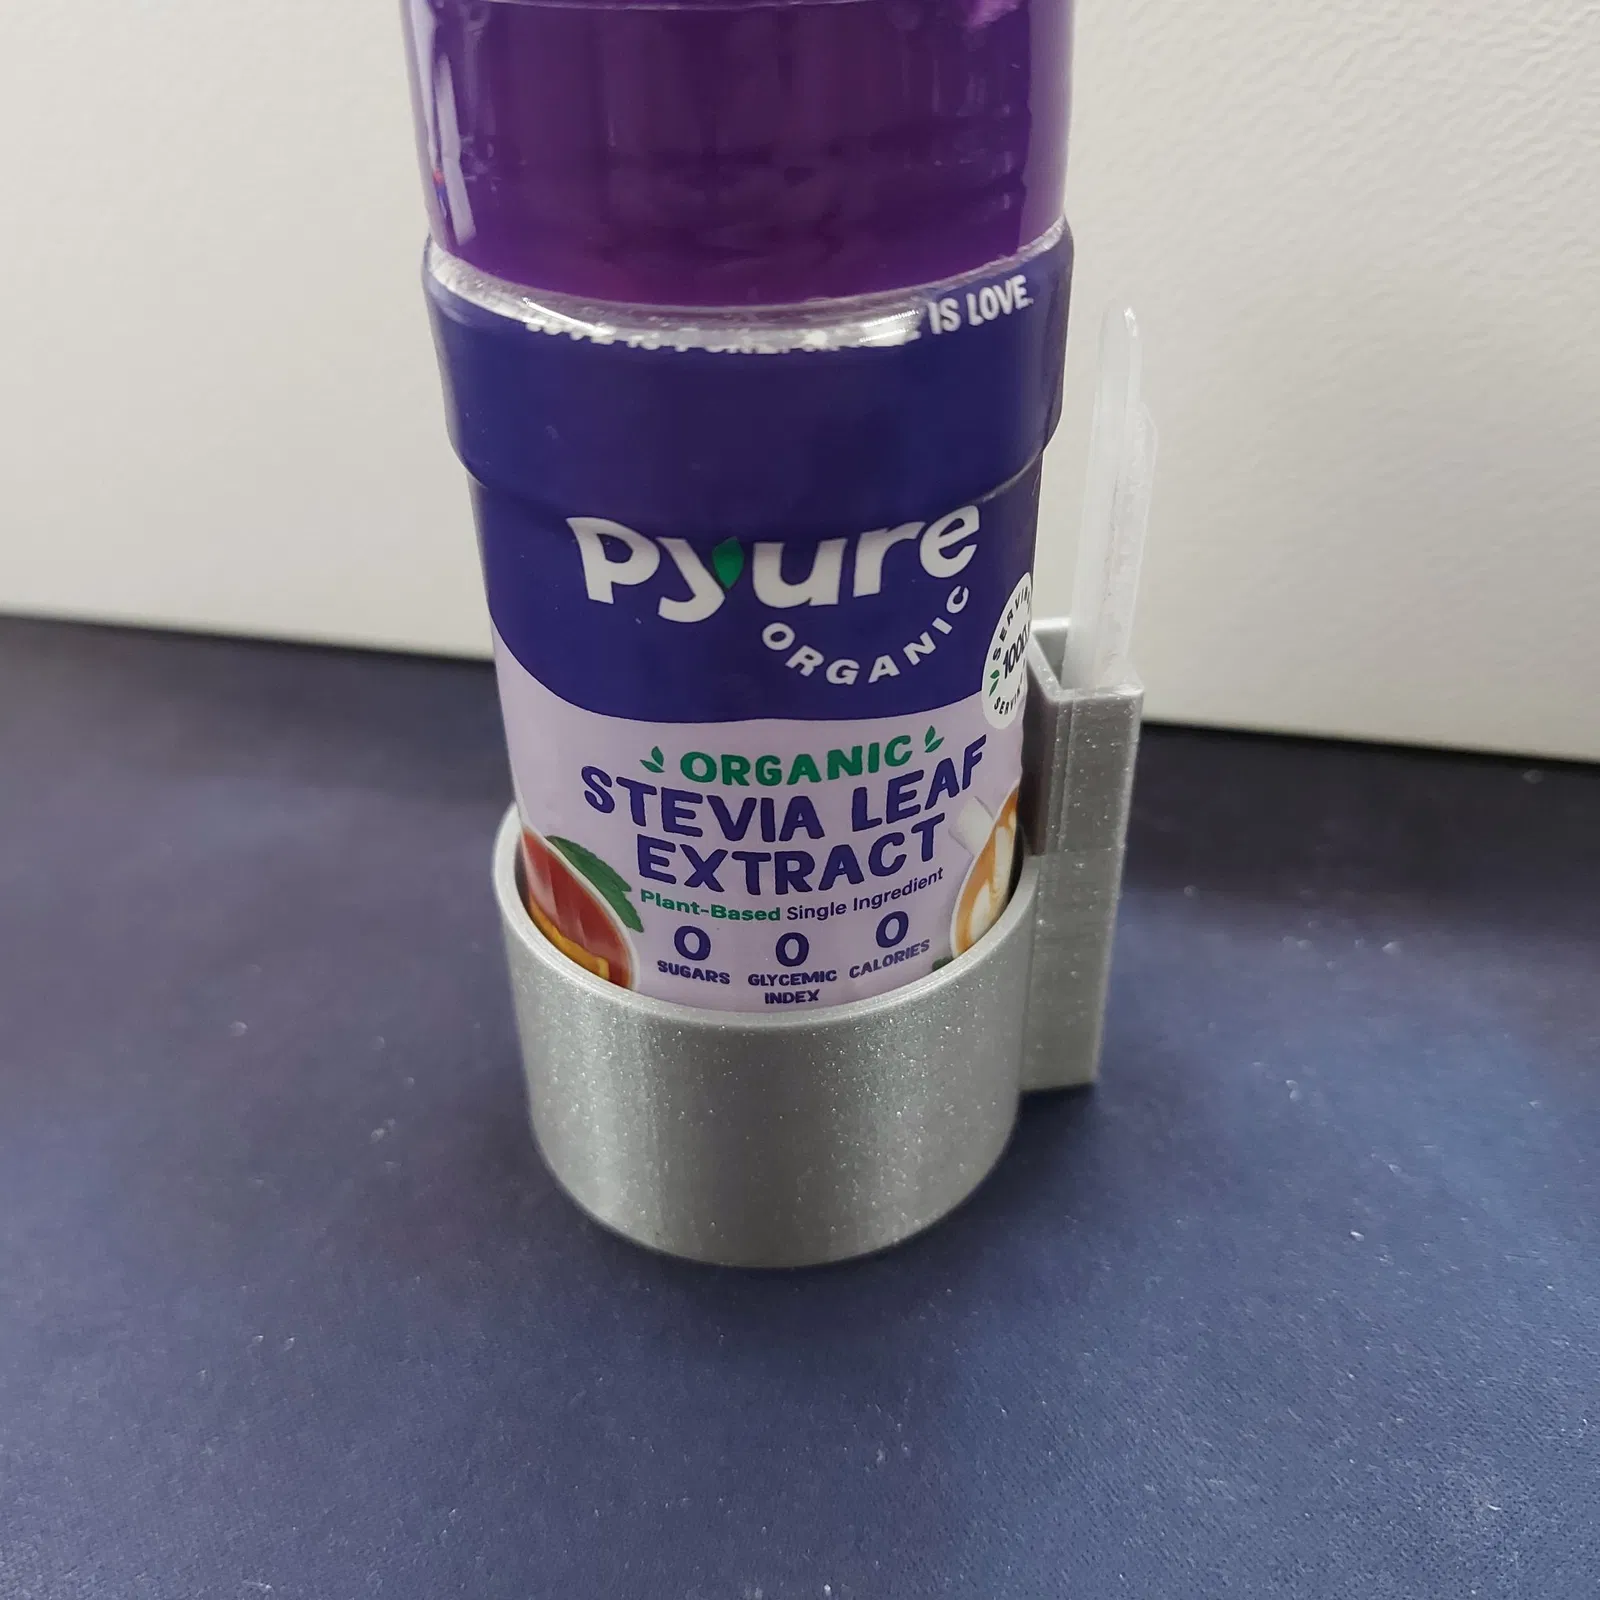 IS LOVE.
pyure
ORGANIC
ORGANIC
STEVIA LEAF
EXTRACT
Plant-Based Single Ingredient
0 0 0
SUGARS GLYCEMIC INDEX CALORIES
1000